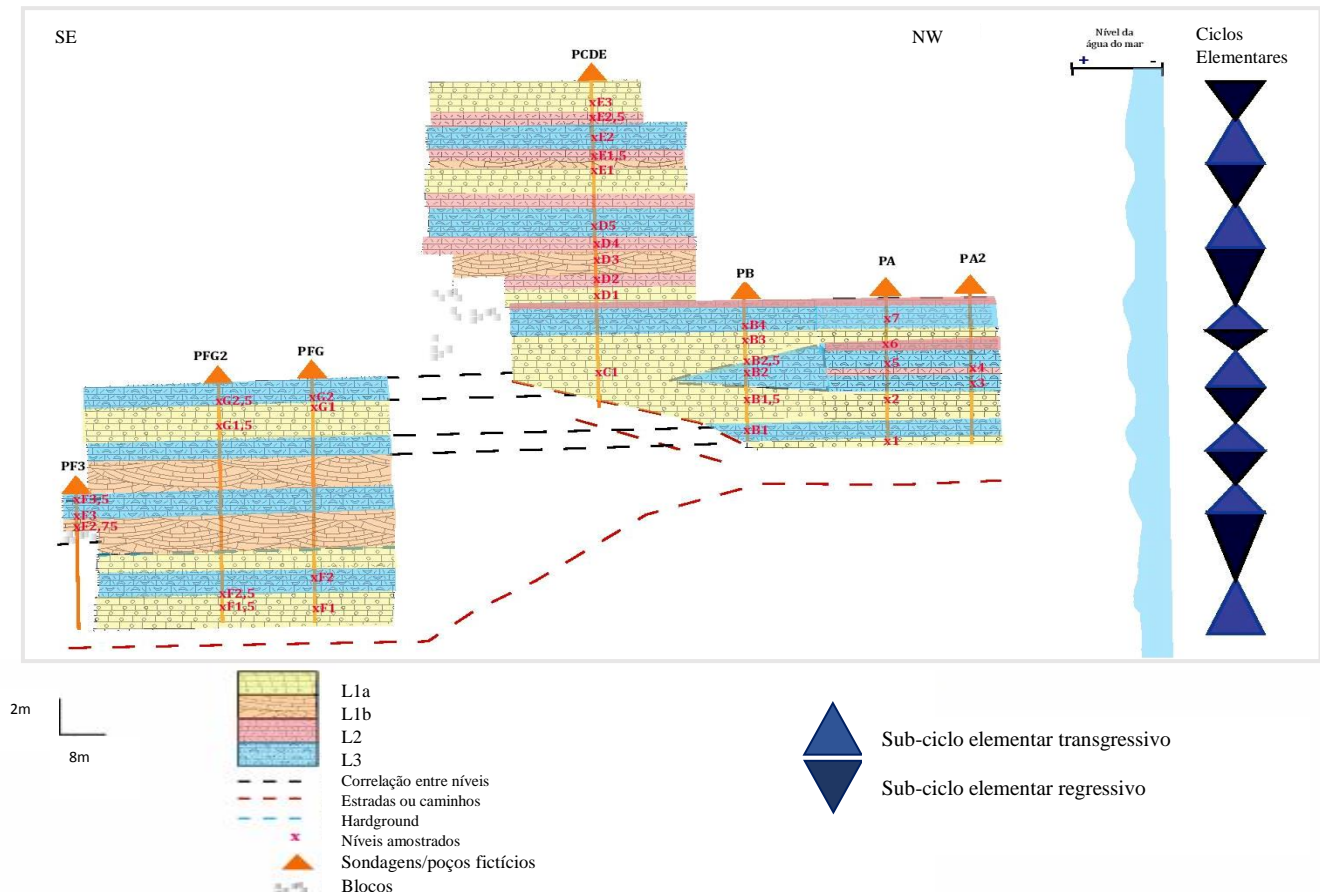 SE
NW
Nível da
água do mar
+
-
Ciclos
Elementares
PCDE
xE3
xE2,5
xE2
xE1,5
xE1
xD5
xD4
xD3
xD2
xD1
xC1
PB
xB4
xB3
xB2,5
xB2
xB1,5
xB1
PA
x7
x6
x5
x2
x1
PA2
x4
x3
PFG2
xG2,5
xG1,5
xF2,5
xF1,5
PFG
xG2
xG1
xF2
xF1
PF3
xF3,5
xF3
xF2,75
2m
8m
L1a
L1b
L2
L3
Correlação entre níveis
Estradas ou caminhos
Hardground
x Níveis amostrados
Sondagens/poços fictícios
Blocos
Sub-ciclo elementar transgressivo
Sub-ciclo elementar regressivo